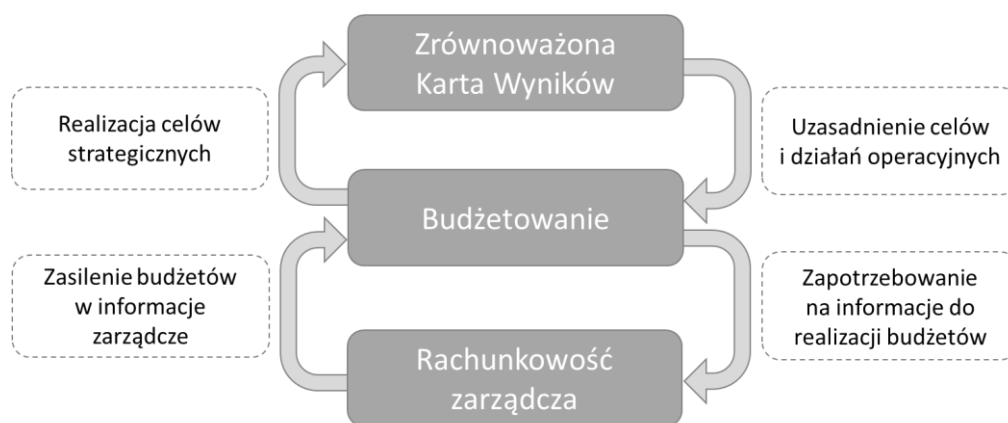 Zrównoważona
Karta Wyników
Realizacja celów
strategicznych
Uzasadnienie celów
i działań operacyjnych
Budżetowanie
Zasilenie budżetów
w informacje
zarządcze
Zapotrzebowanie
na informacje do
realizacji budżetów
Rachunkowość
zarządcza